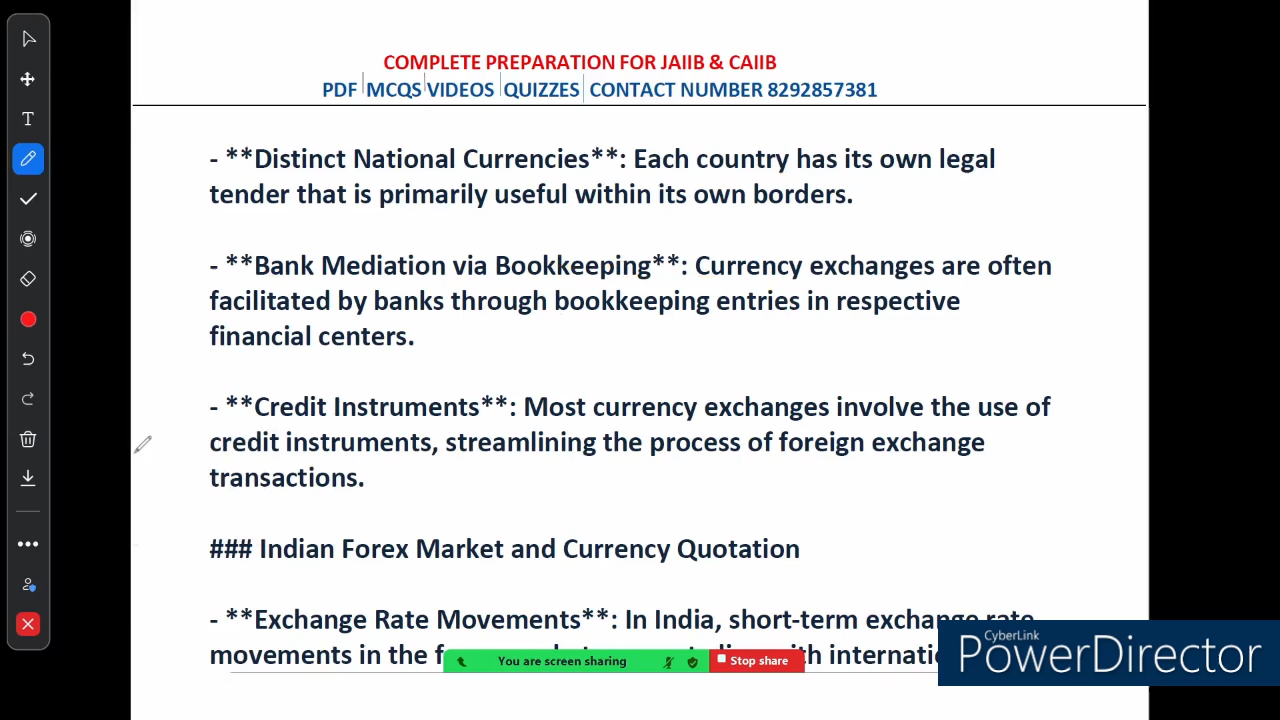 COMPLETE PREPARATION FOR JAIIB & CAIIB
PDF MCQS VIDEOS QUIZZES CONTACT NUMBER 8292857381
- **Distinct National Currencies**: Each country has its own legal
tender that is primarily useful within its own borders.
- **Bank Mediation via Bookkeeping**: Currency exchanges are often
facilitated by banks through bookkeeping entries in respective
financial centers.
- **Credit Instruments**: Most currency exchanges involve the use of
credit instruments, streamlining the process of foreign exchange
transactions.
### Indian Forex Market and Currency Quotation
- **Exchange Rate Movements**: In India, short-term exchange rate
movements in the
You are screen sharing
Stop share
CyberLink
PowerDirector
T